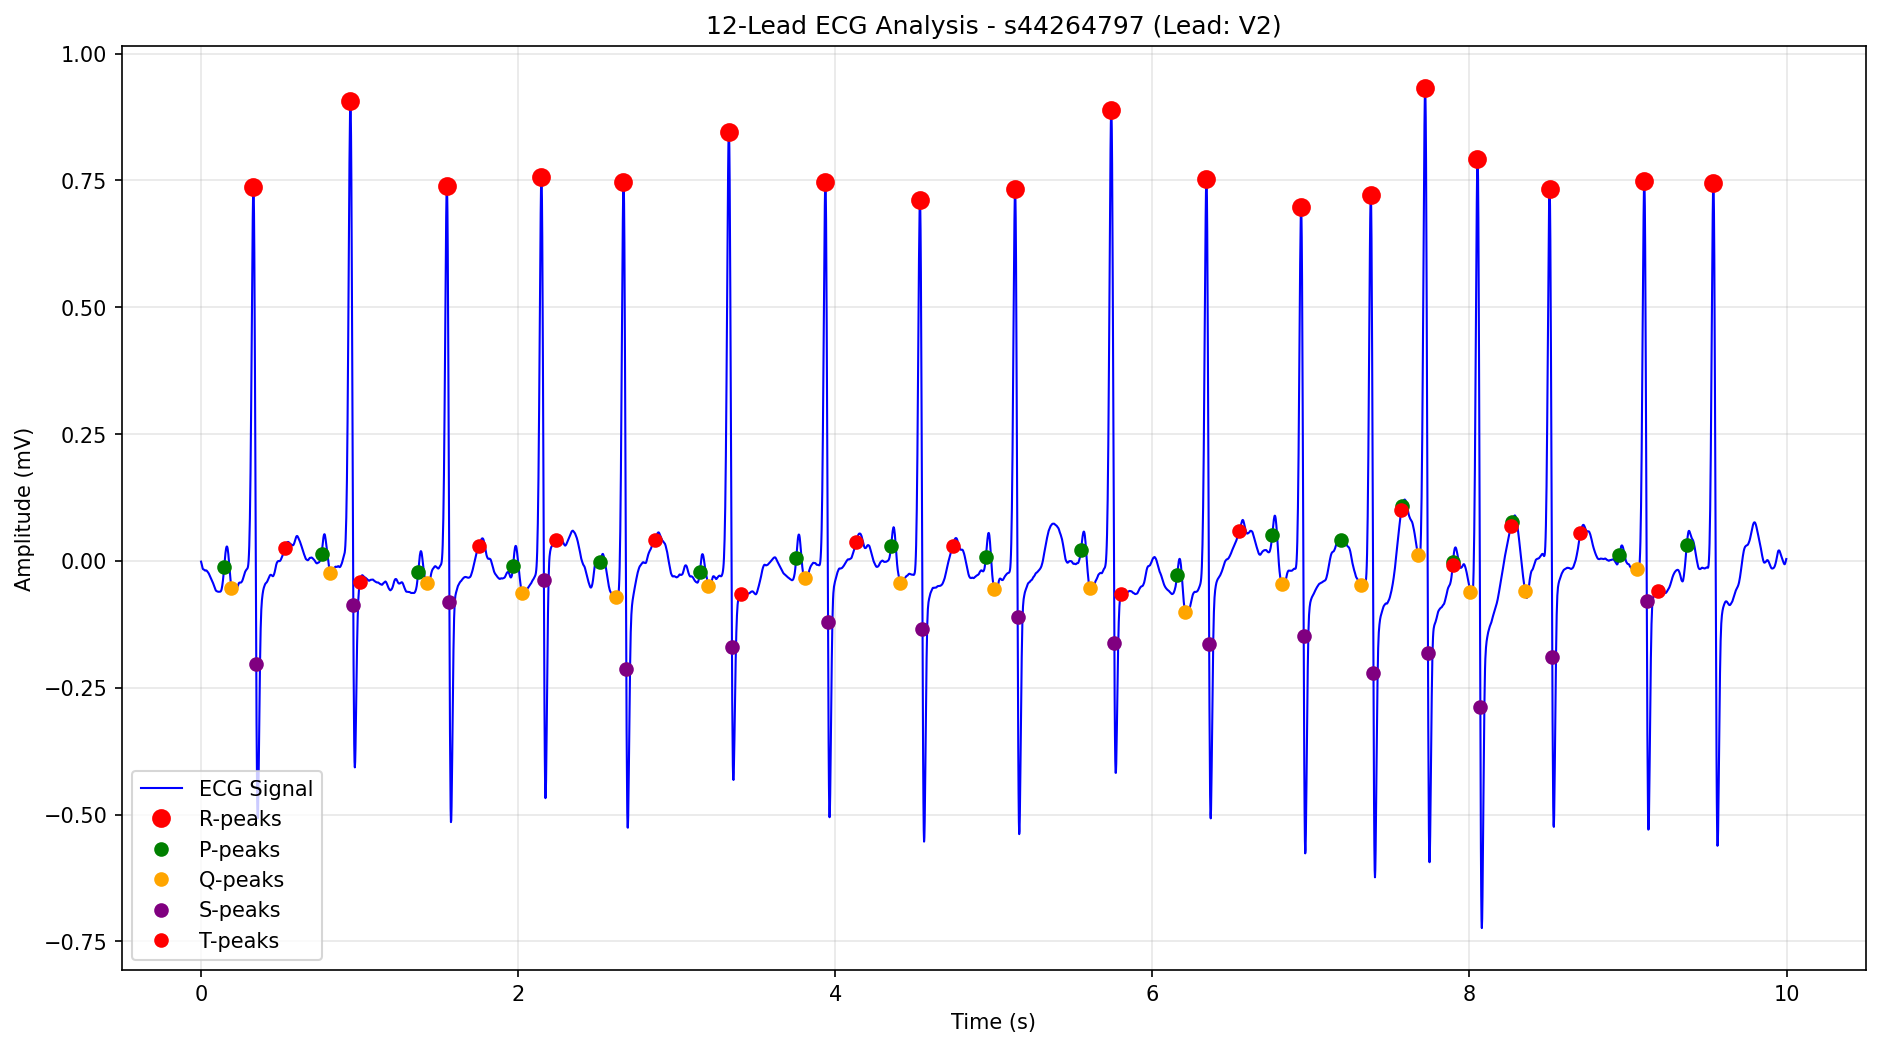 12-Lead ECG Analysis - s44264797 (Lead: V2)
1.00
0.75
0.50
0.25
0.00
−0.25
−0.50
−0.75
Amplitude (mV)
ECG Signal
R-peaks
P-peaks
Q-peaks
S-peaks
T-peaks
0 2 4 6 8 10
Time (s)